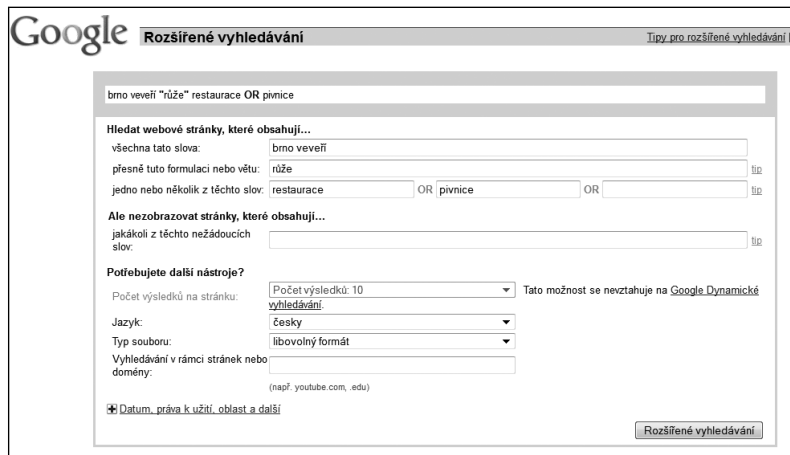 Google Rozšířené vyhledávání Tipy pro rozšířené vyhledávání
brno veveří "růže" restaurace OR pivnice
Hledat webové stránky, které obsahují...
všechna tato slova: brno veveří
přesně tuto formulaci nebo větu: růže tip
jedno nebo několik z těchto slov: restaurace OR pivnice OR tip
Ale nezobrazovat stránky, které obsahují...
jakákoli z těchto nežádoucích
slov: tip
Potřebujete další nástroje?
Počet výsledků na stránku: Počet výsledků: 10 Tato možnost se nevztahuje na Google Dynamické
vyhledávání.
Jazyk: česky
Typ souboru: libovolný formát
Vyhledávání v rámci stránek nebo
domény:
(např. youtube.com, .edu)
Datum, práva k užití, oblast a další
Rozšířené vyhledávání